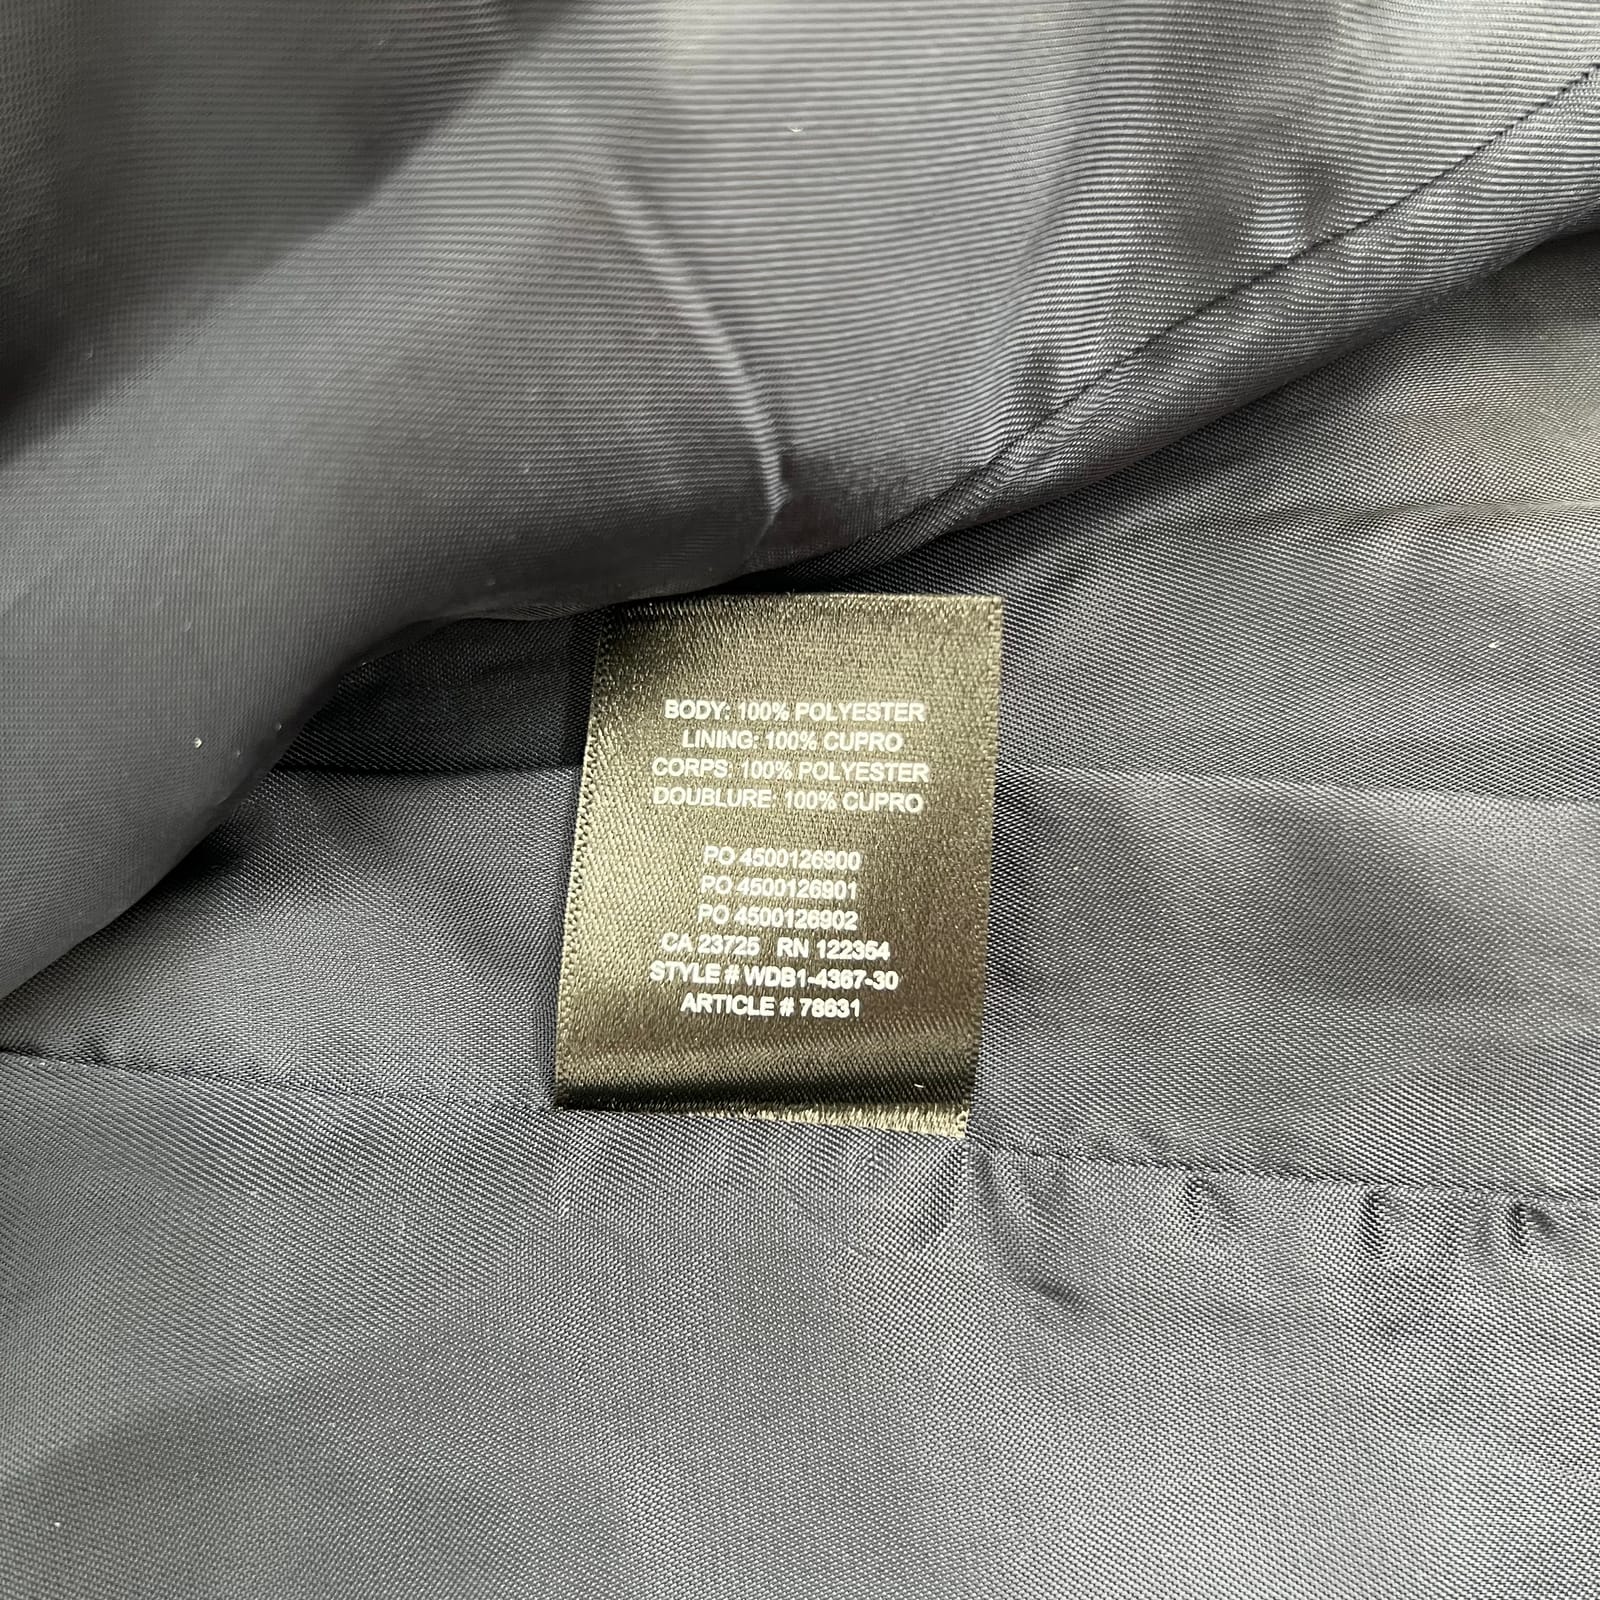 BODY: 100% POLYESTER
LINING: 100% CUPRO
CORPS: 100% POLYESTER
DOUBLURE: 100% CUPRO
PO 4500126900
PO 4500126901
PO 4500126902
CA 23725 RN 122354
STYLE # WDB1-4367-30
ARTICLE # 78631